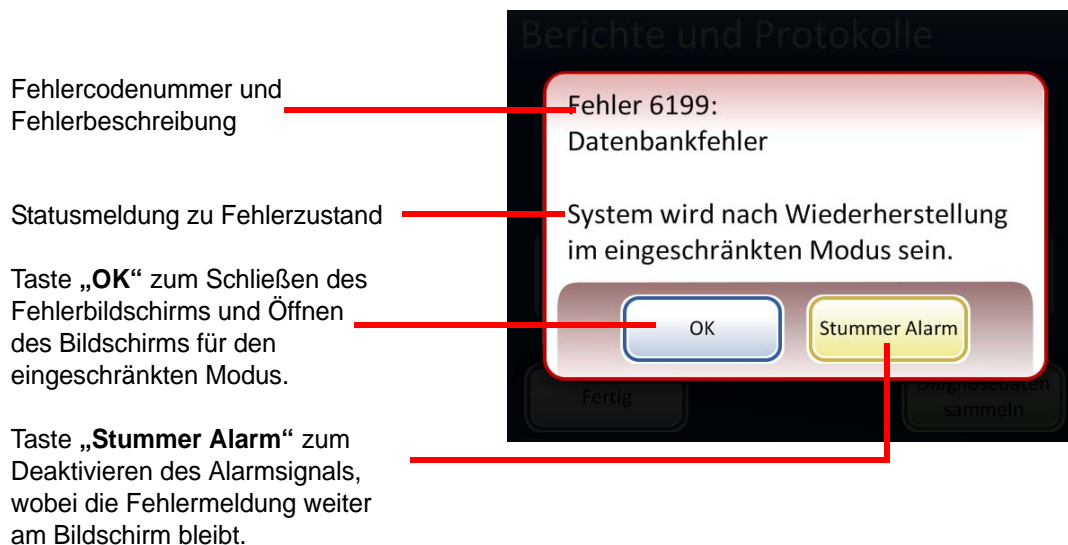 Berichte und Protokolle
Fehlercodenummer und
Fehlerbeschreibung
Fehler 6199:
Datenbankfehler
Statusmeldung zu Fehlerzustand
System wird nach Wiederherstellung
im eingeschränkten Modus sein.
Taste „OK“ zum Schließen des
Fehlerbildschirms und Öffnen
des Bildschirms für den
eingeschränkten Modus.
OK
Stummer Alarm
Fertig
Diagnosedaten
sammeln
Taste „Stummer Alarm“ zum
Deaktivieren des Alarmsignals,
wobei die Fehlermeldung weiter
am Bildschirm bleibt.